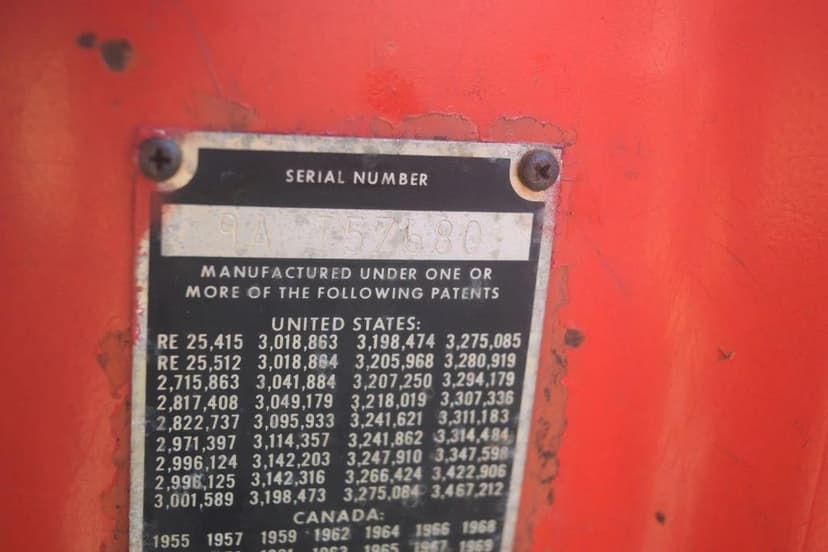 SERIAL NUMBER
9A 757680
MANUFACTURED UNDER ONE OR
MORE OF THE FOLLOWING PATENTS
UNITED STATES:
RE 25,415 3,018,863 3,198,474 3,275,085
RE 25,512 3,018,864 3,205,968 3,280,919
2,715,863 3,041,884 3,207,250 3,294,179
2,817,408 3,049,179 3,218,019 3,307,336
2,822,737 3,095,933 3,241,621 3,311,183
2,971,397 3,114,357 3,241,862 3,314,484
2,996,124 3,142,203 3,247,910 3,347,598
2,996,125 3,142,316 3,266,424 3,422,906
3,001,589 3,198,473 3,275,084 3,467,212
CANADA:
1955 1957 1959 1962 1964 1966 1968
1963 1965 1967 1969